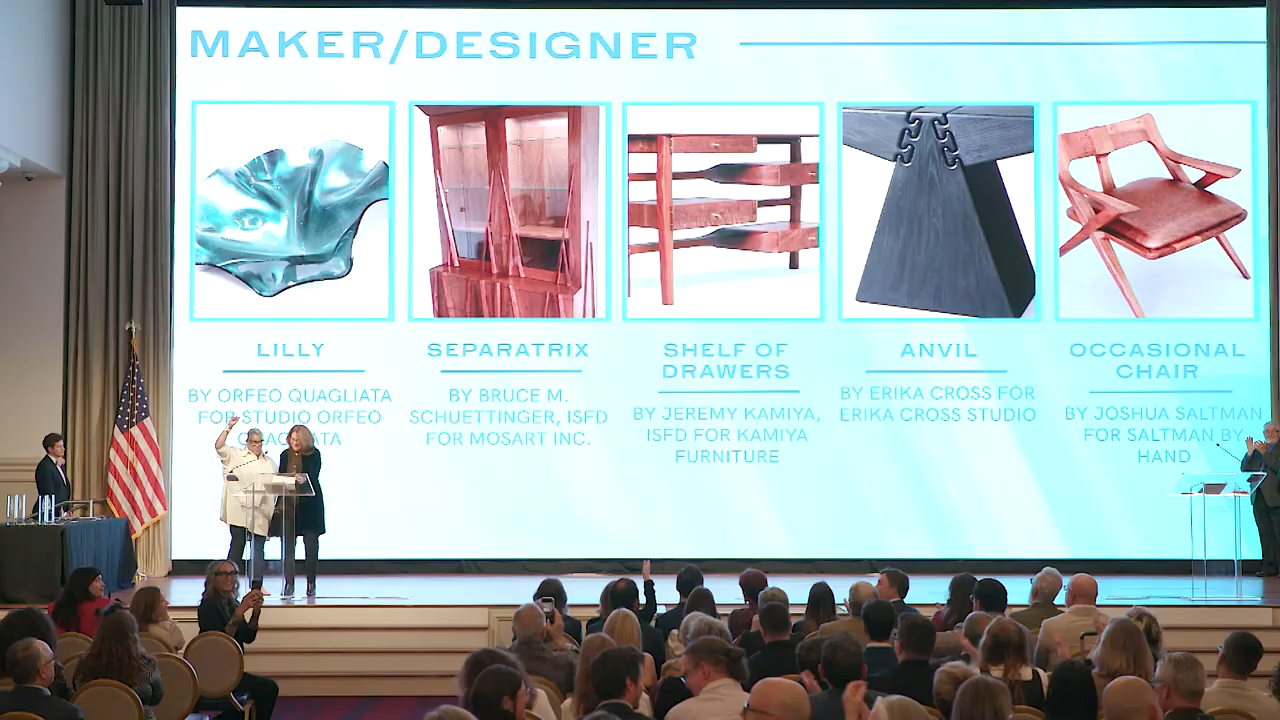 MAKER/DESIGNER
LILLY
BY ORFEO QUAGLIATA
FOR STUDIO ORFEO
QUAGLIATA
SEPARATRIX
BY BRUCE M.
SCHUETTINGER, ISFD
FOR MOSART INC.
SHELF OF
DRAWERS
BY JEREMY KAMIYA,
ISFD FOR KAMIYA
FURNITURE
ANVIL
BY ERIKA CROSS FOR
ERIKA CROSS STUDIO
OCCASIONAL
CHAIR
BY JOSHUA SALTMAN
FOR SALTMAN BY
HAND